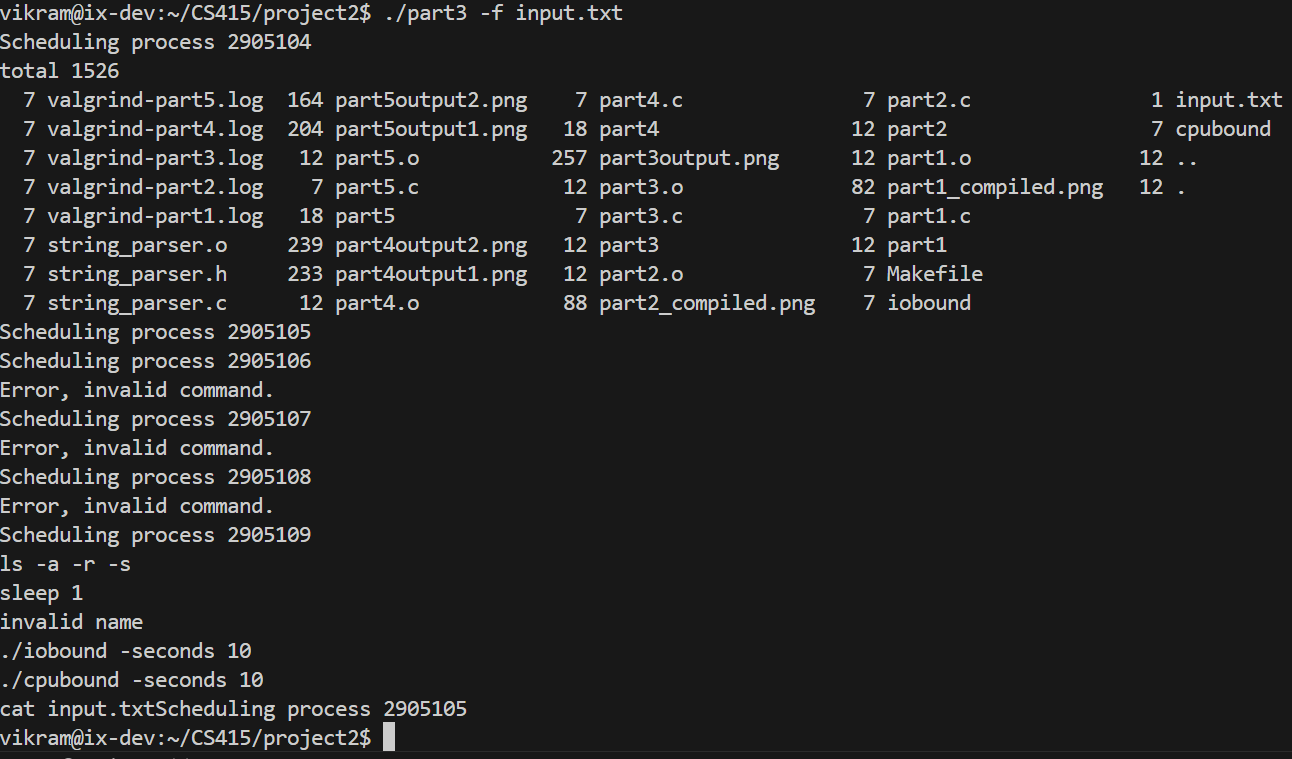 vikram@ix-dev:~/CS415/project2$ ./part3 -f input.txt
Scheduling process 2905104
total 1526
  7 valgrind-part5.log  164 part5output2.png    7 part4.c               7 part2.c               1 input.txt
  7 valgrind-part4.log  204 part5output1.png   18 part4                12 part2                 7 cpubound
  7 valgrind-part3.log   12 part5.o           257 part3output.png      12 part1.o              12 ..
  7 valgrind-part2.log    7 part5.c            12 part3.o              82 part1_compiled.png   12 .
  7 valgrind-part1.log   18 part5               7 part3.c               7 part1.c
  7 string_parser.o     239 part4output2.png   12 part3                12 part1
  7 string_parser.h     233 part4output1.png   12 part2.o               7 Makefile
  7 string_parser.c      12 part4.o            88 part2_compiled.png    7 iobound
Scheduling process 2905105
Scheduling process 2905106
Error, invalid command.
Scheduling process 2905107
Error, invalid command.
Scheduling process 2905108
Error, invalid command.
Scheduling process 2905109
ls -a -r -s
sleep 1
invalid name
./iobound -seconds 10
./cpubound -seconds 10
cat input.txtScheduling process 2905105
vikram@ix-dev:~/CS415/project2$